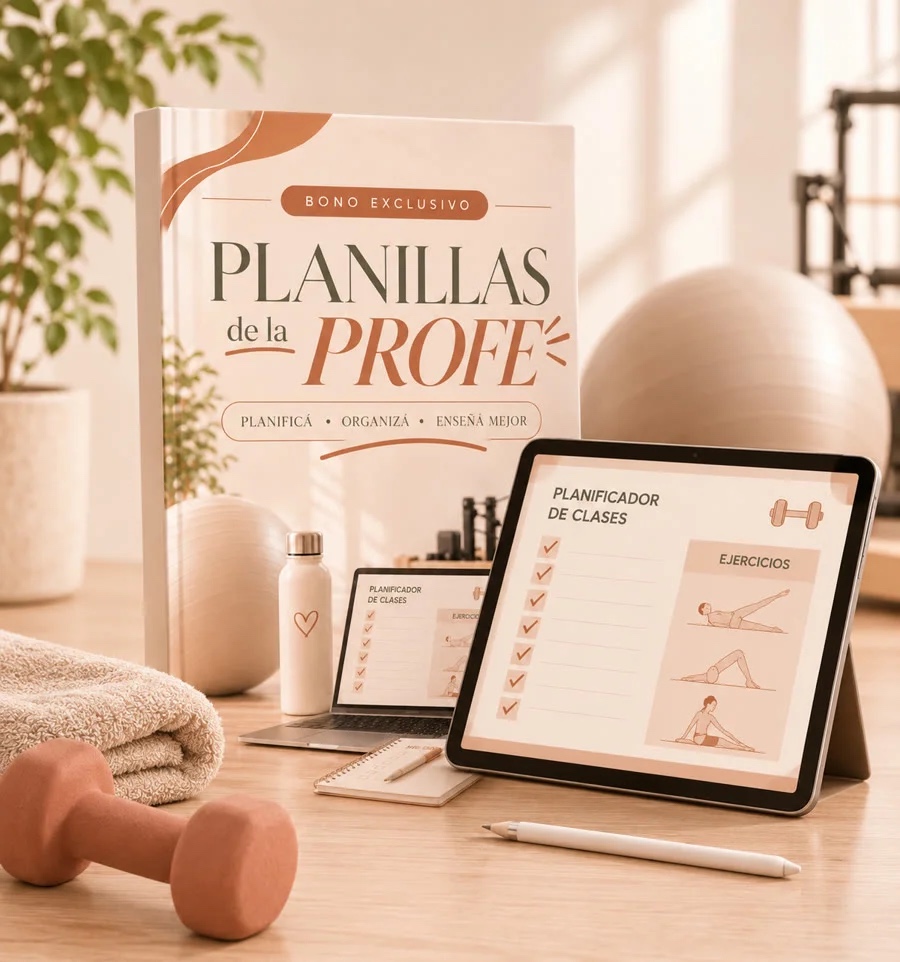 BONO EXCLUSIVO
PLANILLAS
de la PROFE
PLANIFICÁ • ORGANIZÁ • ENSEÑÁ MEJOR
PLANIFICADOR
DE CLASES
EJERCICIOS
PLANIFICADOR
DE CLASES